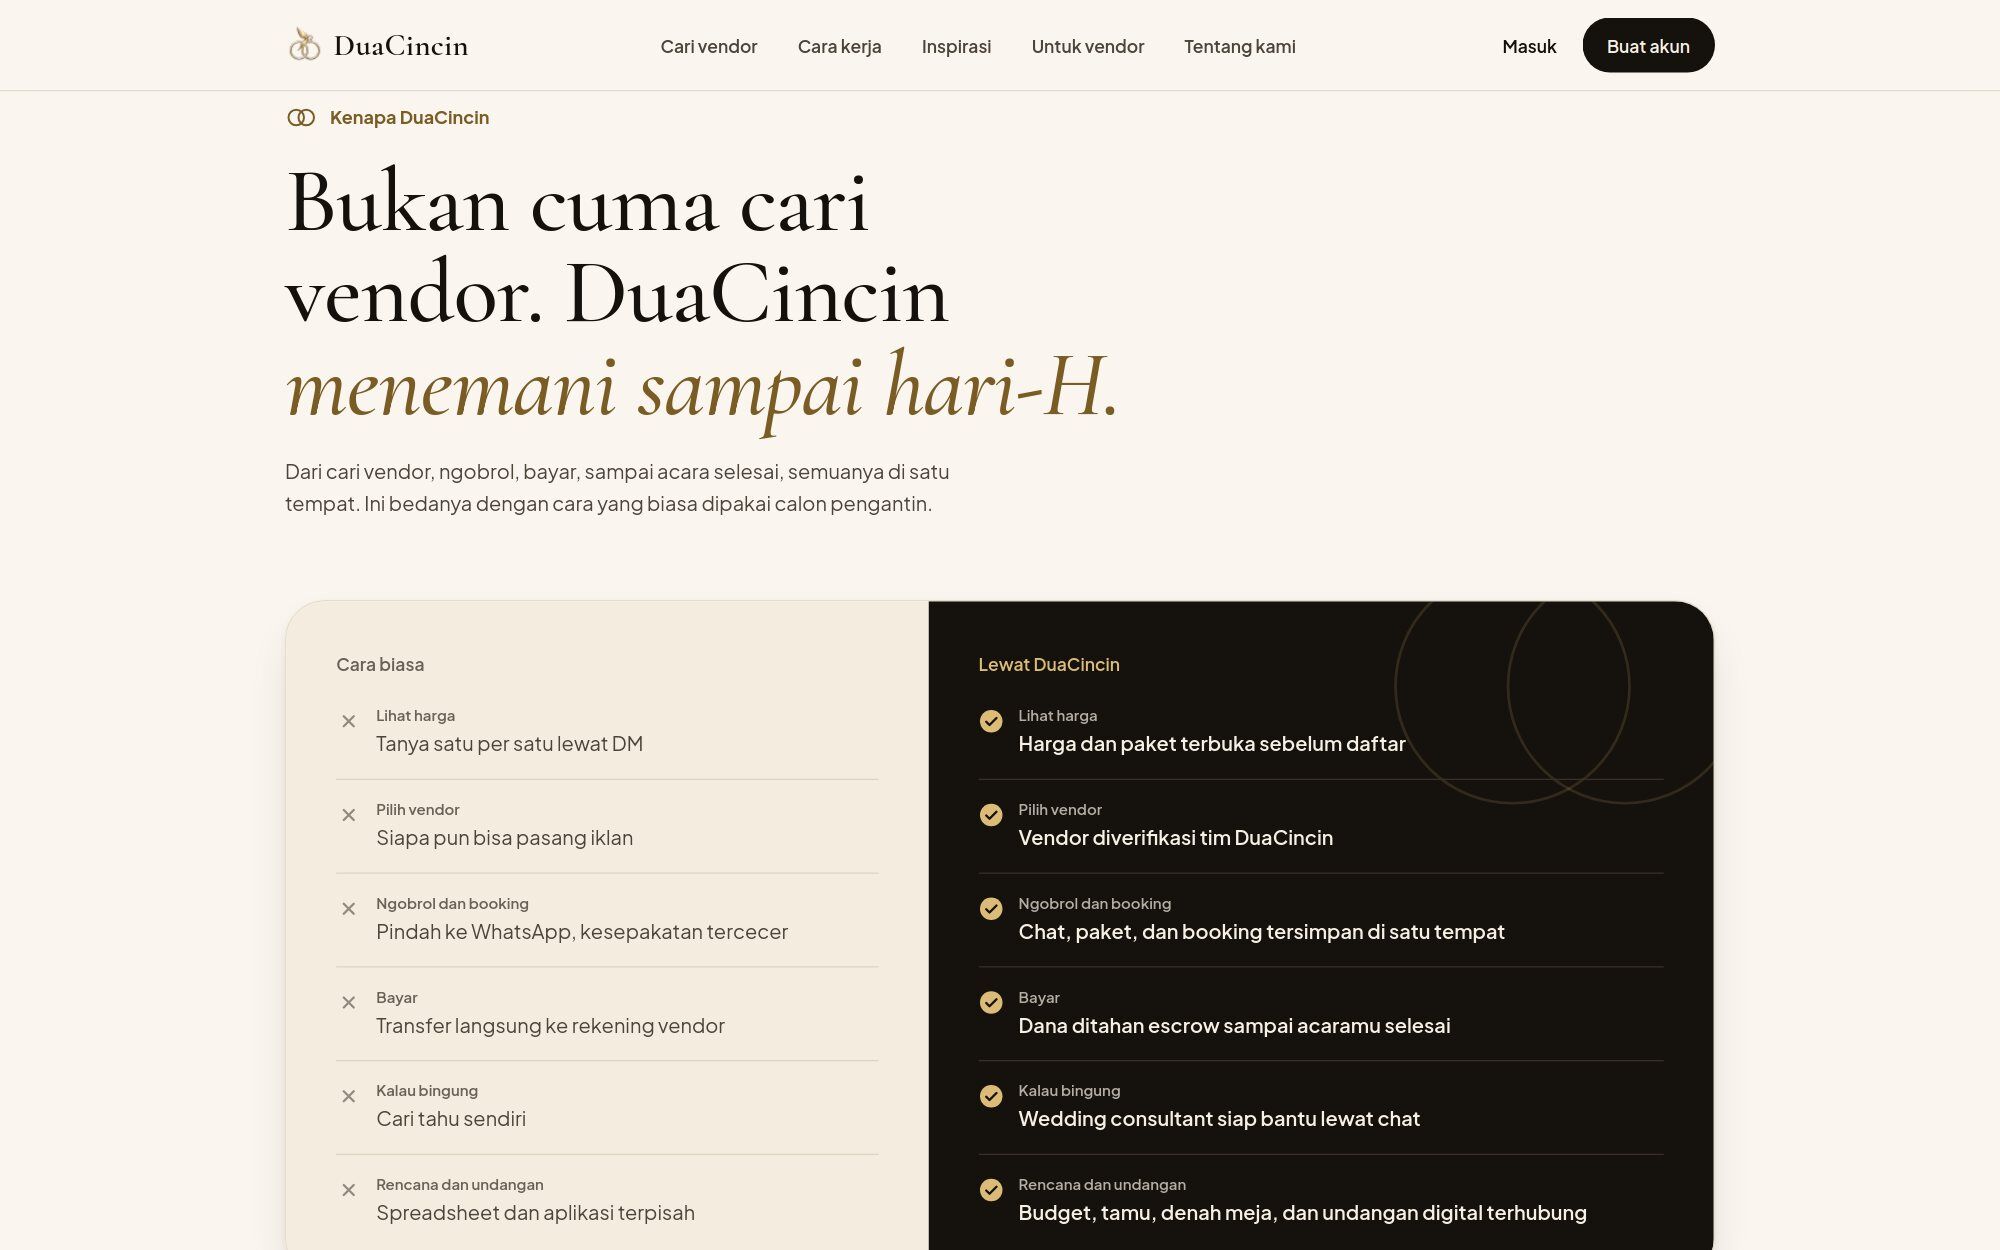 DuaCincin
Cari vendor
Cara kerja
Inspirasi
Untuk vendor
Tentang kami
Masuk
Buat akun
Kenapa DuaCincin
Bukan cuma cari
vendor. DuaCincin
menemani sampai hari-H.
Dari cari vendor, ngobrol, bayar, sampai acara selesai, semuanya di satu
tempat. Ini bedanya dengan cara yang biasa dipakai calon pengantin.
Cara biasa
Lihat harga
Tanya satu per satu lewat DM
Pilih vendor
Siapa pun bisa pasang iklan
Ngobrol dan booking
Pindah ke WhatsApp, kesepakatan tercecer
Bayar
Transfer langsung ke rekening vendor
Kalau bingung
Cari tahu sendiri
Rencana dan undangan
Spreadsheet dan aplikasi terpisah
Lewat DuaCincin
Lihat harga
Harga dan paket terbuka sebelum daftar
Pilih vendor
Vendor diverifikasi tim DuaCincin
Ngobrol dan booking
Chat, paket, dan booking tersimpan di satu tempat
Bayar
Dana ditahan escrow sampai acaramu selesai
Kalau bingung
Wedding consultant siap bantu lewat chat
Rencana dan undangan
Budget, tamu, denah meja, dan undangan digital terhubung